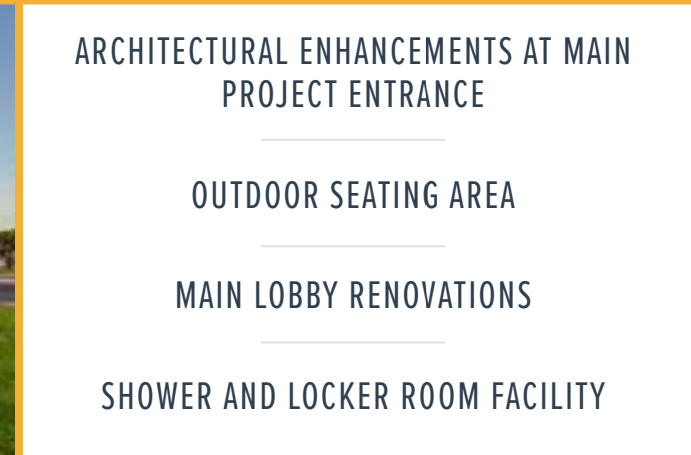 ARCHITECTURAL ENHANCEMENTS AT MAIN
PROJECT ENTRANCE
OUTDOOR SEATING AREA
MAIN LOBBY RENOVATIONS
SHOWER AND LOCKER ROOM FACILITY